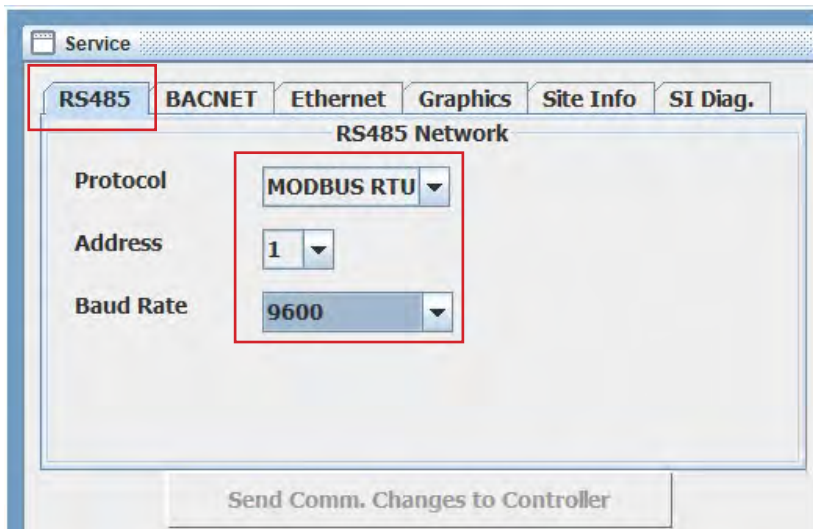 Service
RS485 BACNET Ethernet Graphics Site Info SI Diag.
RS485 Network
Protocol MODBUS RTU
Address 1
Baud Rate 9600
Send Comm. Changes to Controller